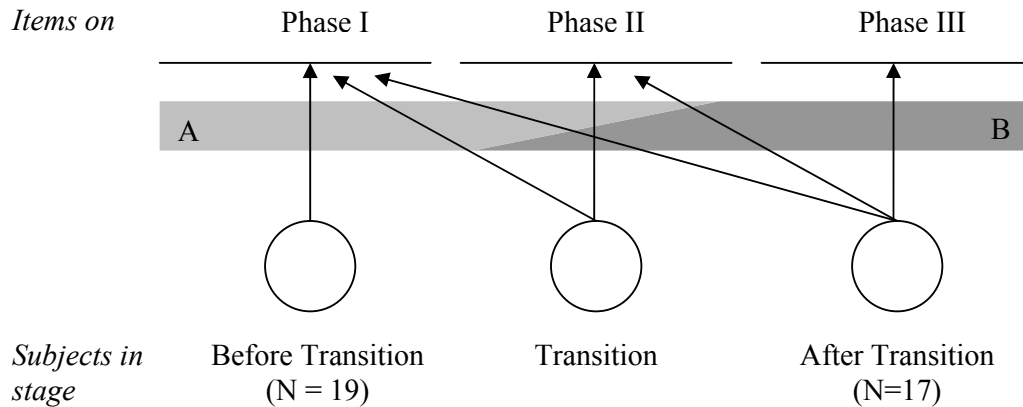 Items on Phase I Phase II Phase III
A B
Subjects in Before Transition Transition After Transition
stage (N = 19) (N=17)